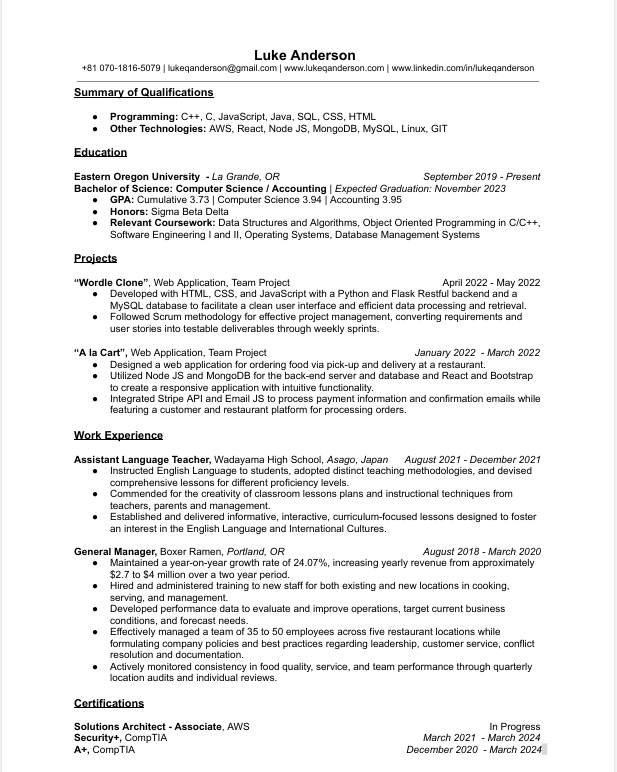 Luke Anderson
+81 070-1816-5079 | lukeqanderson@gmail.com | www.lukeqanderson.com | www.linkedin.com/in/lukeqanderson
Summary of Qualifications
● Programming: C++, C, JavaScript, Java, SQL, CSS, HTML
● Other Technologies: AWS, React, Node JS, MongoDB, MySQL, Linux, GIT
Education
Eastern Oregon University - La Grande, OR September 2019 - Present
Bachelor of Science: Computer Science / Accounting | Expected Graduation: November 2023
● GPA: Cumulative 3.73 | Computer Science 3.94 | Accounting 3.95
● Honors: Sigma Beta Delta
● Relevant Coursework: Data Structures and Algorithms, Object Oriented Programming in C/C++,
Software Engineering I and II, Operating Systems, Database Management Systems
Projects
“Wordle Clone”, Web Application, Team Project April 2022 - May 2022
● Developed with HTML, CSS, and JavaScript with a Python and Flask Restful backend and a
MySQL database to facilitate a clean user interface and efficient data processing and retrieval.
● Followed Scrum methodology for effective project management, converting requirements and
user stories into testable deliverables through weekly sprints.
“A la Cart”, Web Application, Team Project January 2022 - March 2022
● Designed a web application for ordering food via pick-up and delivery at a restaurant.
● Utilized Node JS and MongoDB for the back-end server and database and React and Bootstrap
to create a responsive application with intuitive functionality.
● Integrated Stripe API and Email JS to process payment information and confirmation emails while
featuring a customer and restaurant platform for processing orders.
Work Experience
Assistant Language Teacher, Wadayama High School, Asago, Japan August 2021 - December 2021
● Instructed English Language to students, adopted distinct teaching methodologies, and devised
comprehensive lessons for different proficiency levels.
● Commended for the creativity of classroom lessons plans and instructional techniques from
teachers, parents and management.
● Established and delivered informative, interactive, curriculum-focused lessons designed to foster
an interest in the English Language and International Cultures.
General Manager, Boxer Ramen, Portland, OR August 2018 - March 2020
● Maintained a year-on-year growth rate of 24.07%, increasing yearly revenue from approximately
$2.7 to $4 million over a two year period.
● Hired and administered training to new staff for both existing and new locations in cooking,
serving, and management.
● Developed performance data to evaluate and improve operations, target current business
conditions, and forecast needs.
● Effectively managed a team of 35 to 50 employees across five restaurant locations while
formulating company policies and best practices regarding leadership, customer service, conflict
resolution and documentation.
● Actively monitored consistency in food quality, service, and team performance through quarterly
location audits and individual reviews.
Certifications
Solutions Architect - Associate, AWS In Progress
Security+, CompTIA March 2021 - March 2024
A+, CompTIA December 2020 - March 2024